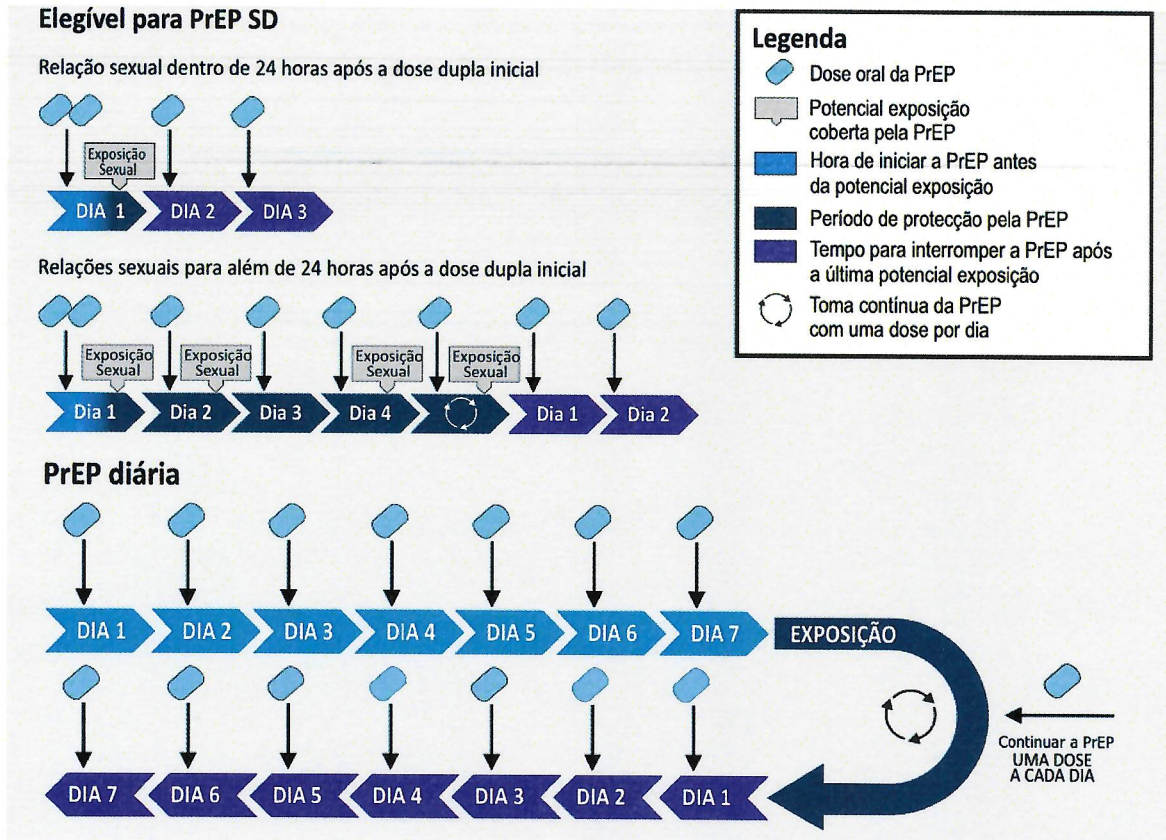 Elegível para PrEP SD
Relação sexual dentro de 24 horas após a dose dupla inicial
Exposição
Sexual
DIA 1
DIA 2
DIA 3
Relações sexuais para além de 24 horas após a dose dupla inicial
Exposição
Sexual
Exposição
Sexual
Exposição
Sexual
Exposição
Sexual
Dia 1
Dia 2
Dia 3
Dia 4
Dia 1
Dia 2
Legenda
Dose oral da PrEP
Potencial exposição
coberta pela PrEP
Hora de iniciar a PrEP antes
da potencial exposição
Período de protecção pela PrEP
Tempo para interromper a PrEP após
a última potencial exposição
Toma contínua da PrEP
com uma dose por dia
PrEP diária
DIA 1
DIA 2
DIA 3
DIA 4
DIA 5
DIA 6
DIA 7
EXPOSIÇÃO
Continuar a PrEP
UMA DOSE
A CADA DIA
DIA 7
DIA 6
DIA 5
DIA 4
DIA 3
DIA 2
DIA 1